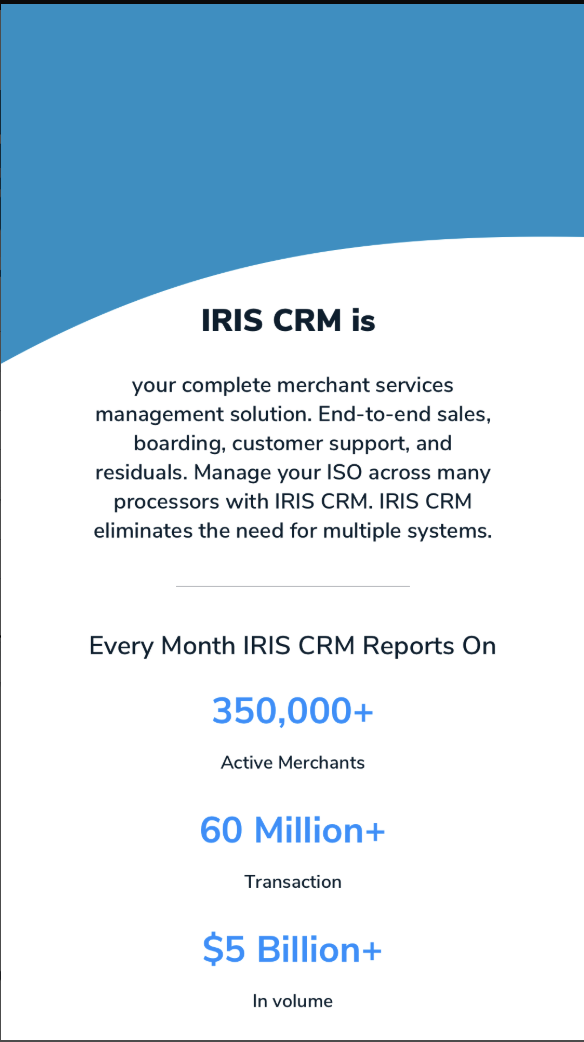 IRIS CRM is
your complete merchant services
management solution. End-to-end sales,
boarding, customer support, and
residuals. Manage your ISO across many
processors with IRIS CRM. IRIS CRM
eliminates the need for multiple systems.
Every Month IRIS CRM Reports On
350,000+
Active Merchants
60 Million+
Transaction
$5 Billion+
In volume